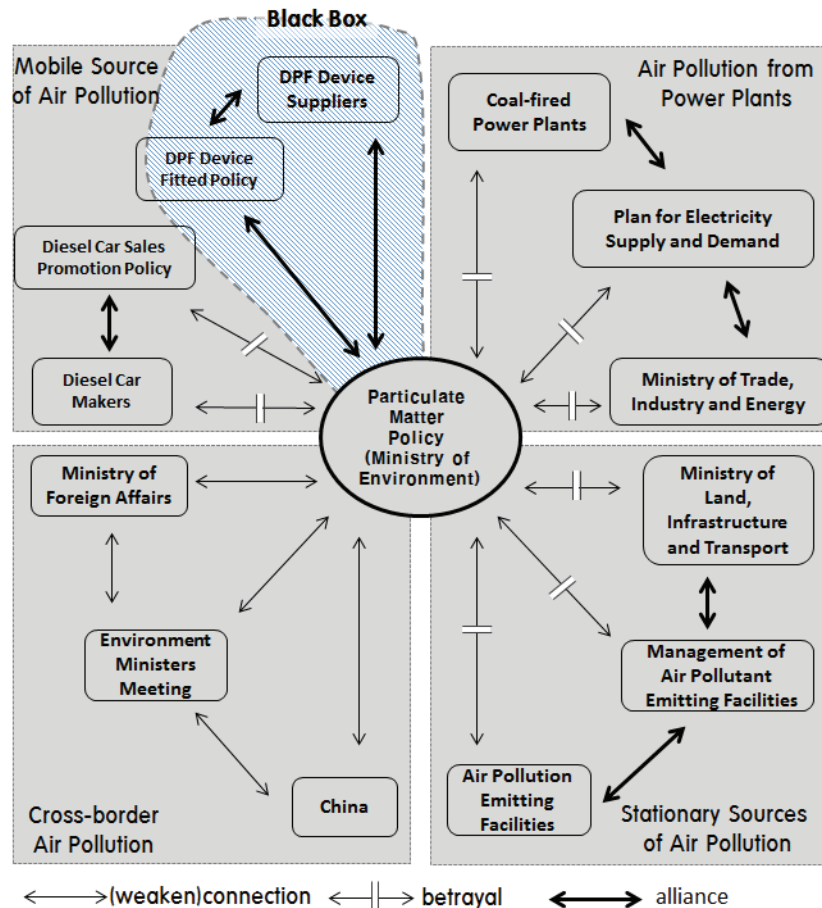 Black Box
Mobile Source
of Air Pollution
DPF Device
Suppliers
DPF Device
Fitted Policy
Diesel Car Sales
Promotion Policy
Diesel Car
Makers
Air Pollution from
Power Plants
Coal-fired
Power Plants
Plan for Electricity
Supply and Demand
Ministry of Trade,
Industry and Energy
Particulate
Matter
Policy
(Ministry of
Environment)
Ministry of
Foreign Affairs
Environment
Ministers
Meeting
China
Cross-border
Air Pollution
Ministry of
Land,
Infrastructure
and Transport
Management of
Air Pollutant
Emitting Facilities
Air Pollution
Emitting
Facilities
Stationary Sources
of Air Pollution
(weaken)connection
betrayal
alliance